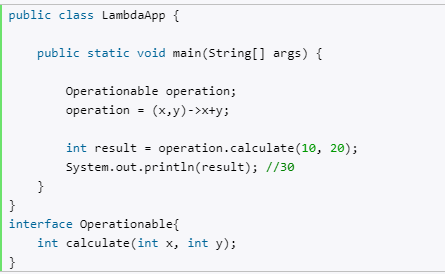 public class LambdaApp {
    public static void main(String[] args) {
        Operationable operation;
        operation = (x,y)->x+y;
        int result = operation.calculate(10, 20);
        System.out.println(result); //30
    }
}
interface Operationable{
    int calculate(int x, int y);
}